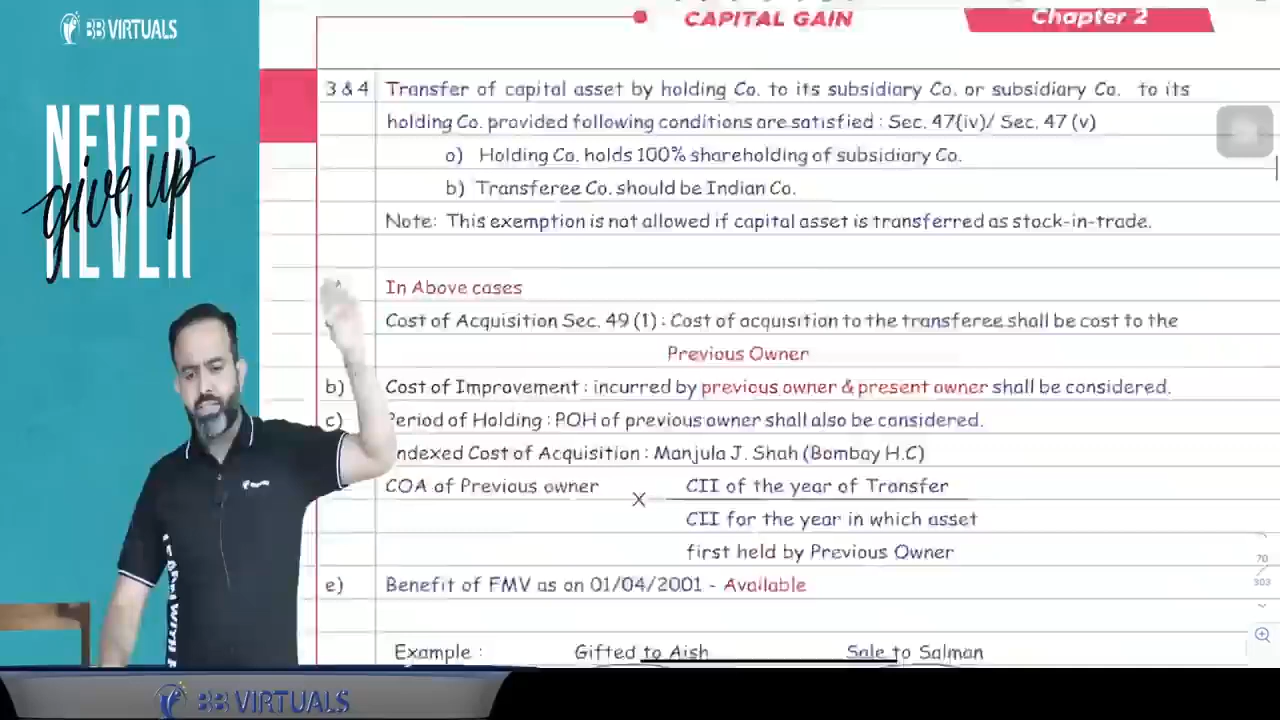 BB VIRTUALS
CAPITAL GAIN
Chapter 2
NEVER
give up
NEVER
3 & 4 Transfer of capital asset by holding Co. to its subsidiary Co. or subsidiary Co. to its
holding Co. provided following conditions are satisfied : Sec. 47(iv)/ Sec. 47 (v)
a) Holding Co. holds 100% shareholding of subsidiary Co.
b) Transferee Co. should be Indian Co.
Note: This exemption is not allowed if capital asset is transferred as stock-in-trade.
In Above cases
Cost of Acquisition Sec. 49 (1) : Cost of acquisition to the transferee shall be cost to the
Previous Owner
b) Cost of Improvement : incurred by previous owner & present owner shall be considered.
c) Period of Holding : POH of previous owner shall also be considered.
Indexed Cost of Acquisition : Manjula J. Shah (Bombay H.C)
COA of Previous owner X CII of the year of Transfer
CII for the year in which asset
first held by Previous Owner
e) Benefit of FMV as on 01/04/2001 - Available
Example : Gifted to Aish Sale to Salman
70
303
BB VIRTUALS